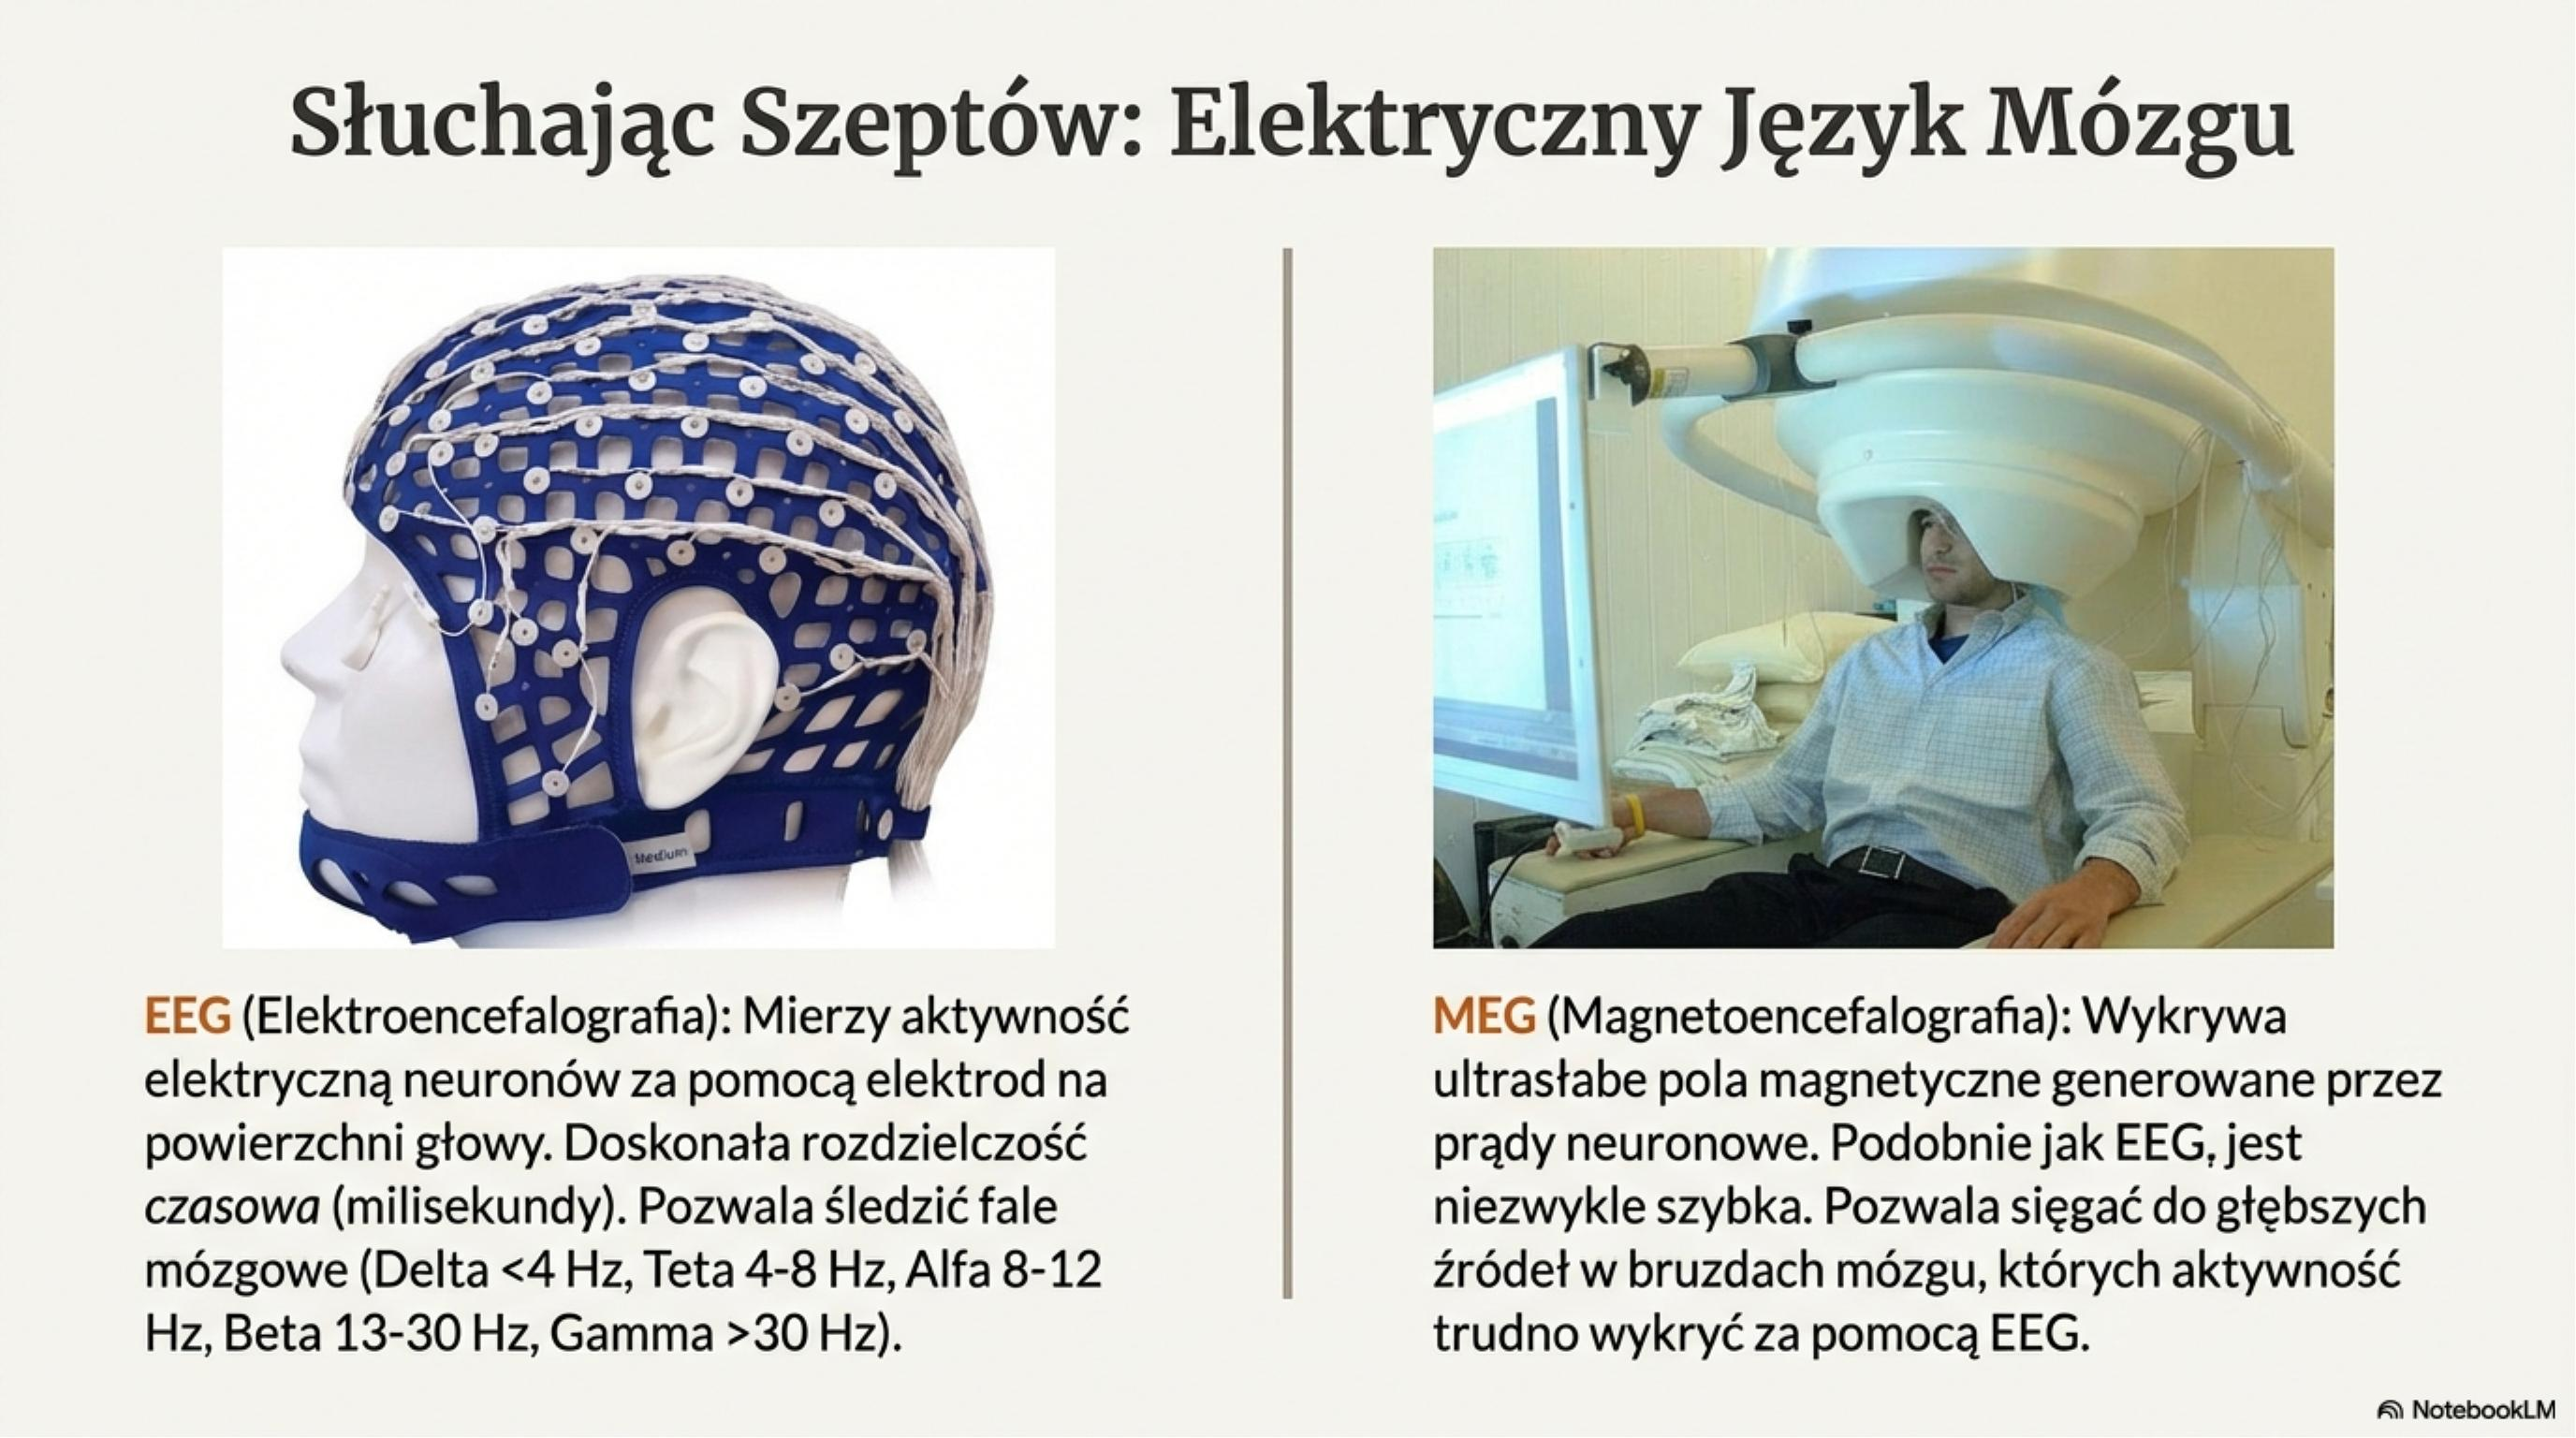 Słuchając Szeptów: Elektryczny Język Mózgu
Medium
EEG (Elektroencefalografia): Mierzy aktywność
elektryczną neuronów za pomocą elektrod na
powierzchni głowy. Doskonała rozdzielczość
czasowa (milisekundy). Pozwala śledzić fale
mózgowe (Delta <4 Hz, Teta 4-8 Hz, Alfa 8-12
Hz, Beta 13-30 Hz, Gamma >30 Hz).
MEG (Magnetoencefalografia): Wykrywa
ultrasłabe pola magnetyczne generowane przez
prądy neuronowe. Podobnie jak EEG, jest
niezwykle szybka. Pozwala sięgać do głębszych
źródeł w bruzdach mózgu, których aktywność
trudno wykryć za pomocą EEG.
NotebookLM